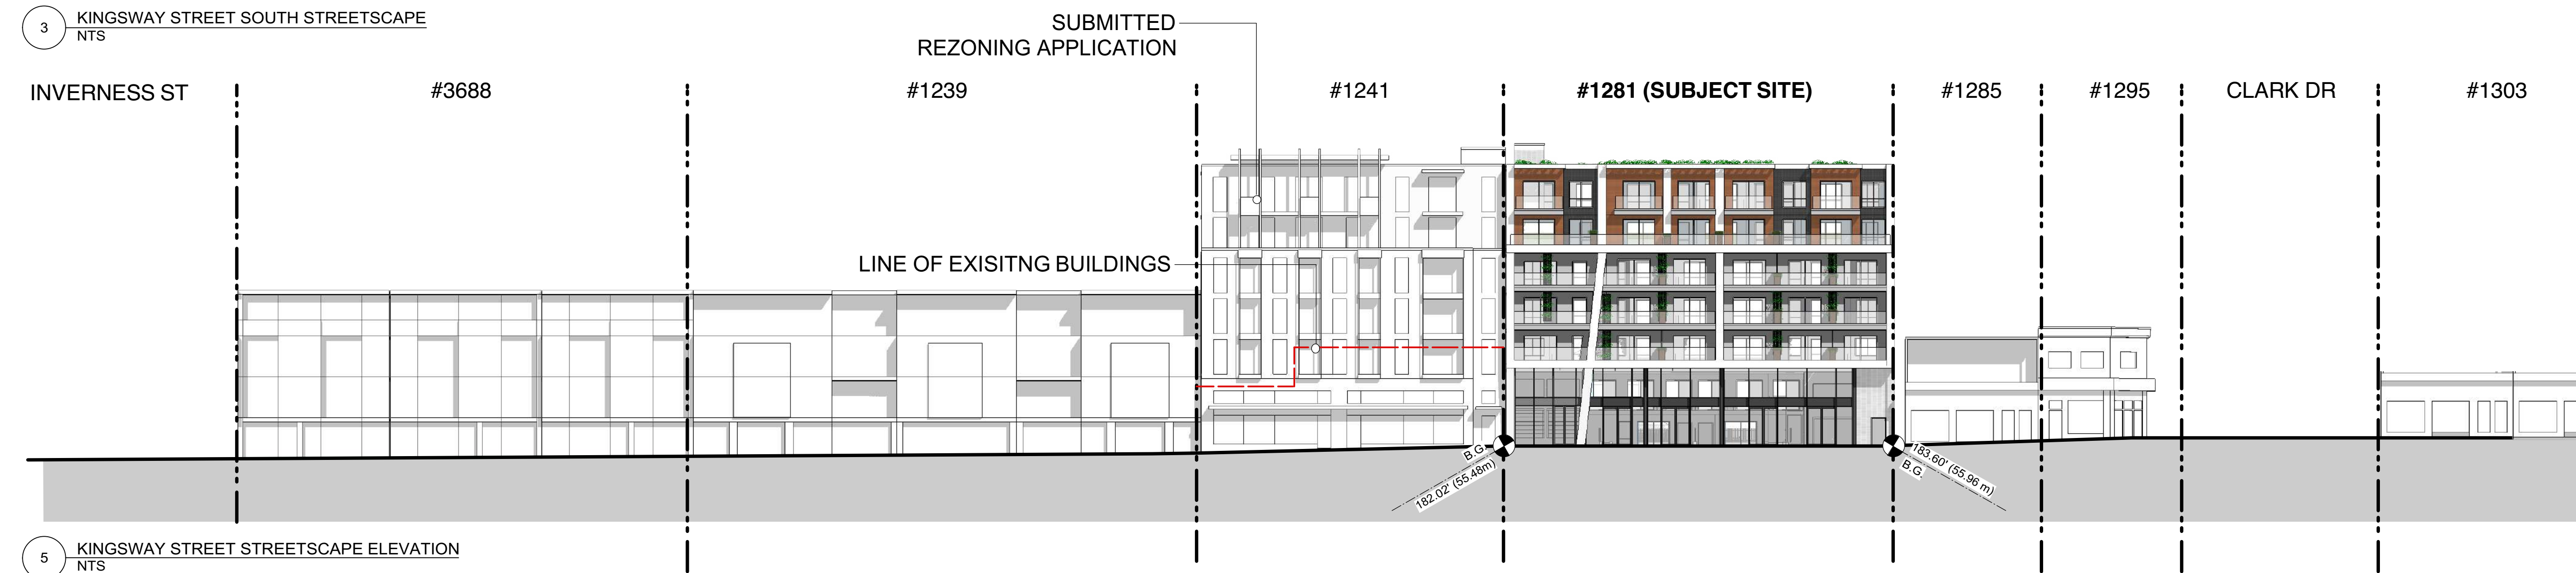 3
KINGSWAY STREET SOUTH STREETSCAPE
NTS
SUBMITTED
REZONING APPLICATION
INVERNESS ST
#3688
#1239
#1241
#1281 (SUBJECT SITE)
#1285
#1295
CLARK DR
#1303
LINE OF EXISITNG BUILDINGS
B.G.
182.02' (55.48m)
183.60' (55.96 m)
B.G.
5
KINGSWAY STREET STREETSCAPE ELEVATION
NTS